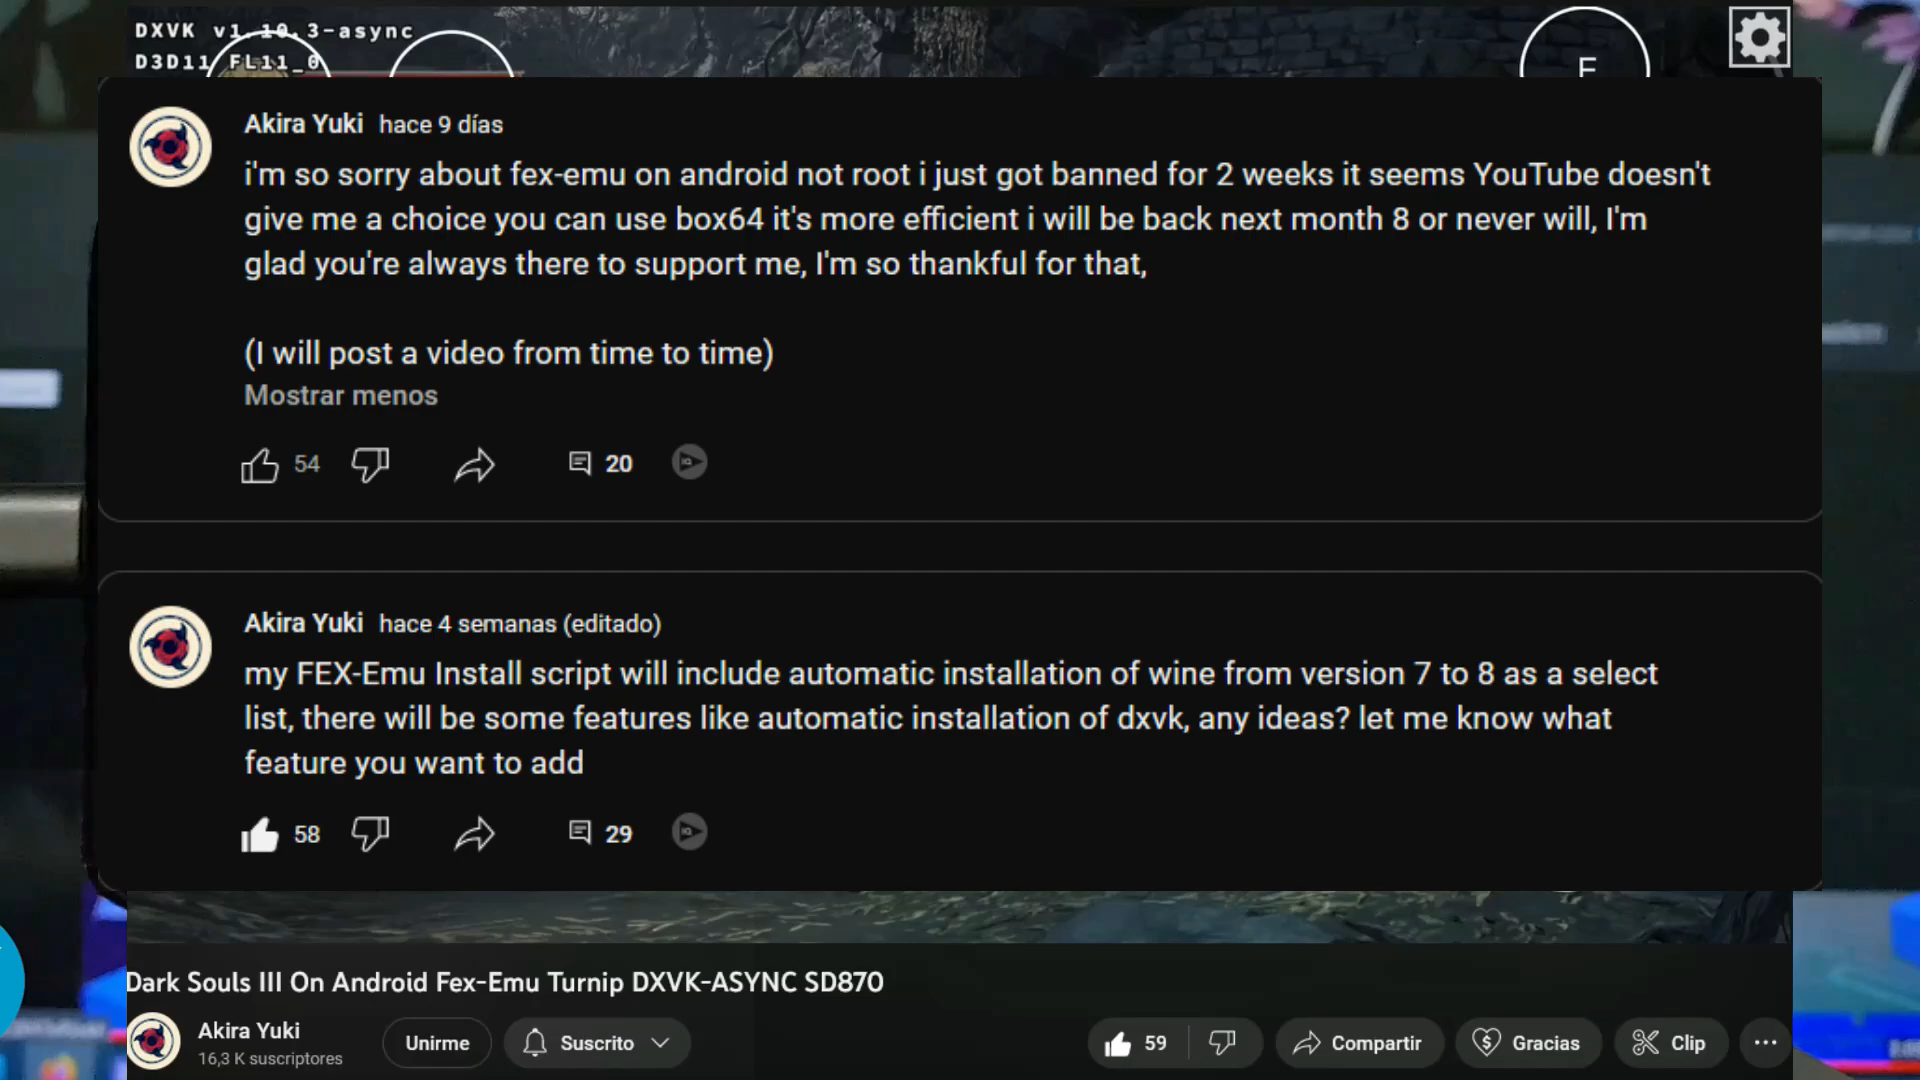 DXVK v1.10.3-async
D3D11 FL11_0
Akira Yuki hace 9 días
i'm so sorry about fex-emu on android not root i just got banned for 2 weeks it seems YouTube doesn't
give me a choice you can use box64 it's more efficient i will be back next month 8 or never will, I'm
glad you're always there to support me, I'm so thankful for that,
(I will post a video from time to time)
Mostrar menos
54
20
Akira Yuki hace 4 semanas (editado)
my FEX-Emu Install script will include automatic installation of wine from version 7 to 8 as a select
list, there will be some features like automatic installation of dxvk, any ideas? let me know what
feature you want to add
58
29
Dark Souls III On Android Fex-Emu Turnip DXVK-ASYNC SD870
Akira Yuki
16,3 K suscriptores
Unirme
Suscrito
59
Compartir
Gracias
Clip